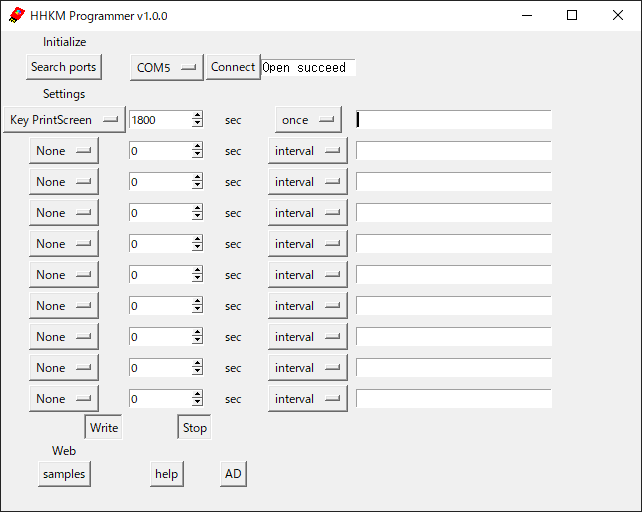 HHKM Programmer v1.0.0
Initialize
Search ports COM5 Connect Open succeed
Settings
Key PrintScreen 1800 sec once
None 0 sec interval
None 0 sec interval
None 0 sec interval
None 0 sec interval
None 0 sec interval
None 0 sec interval
None 0 sec interval
None 0 sec interval
None 0 sec interval
Write Stop
Web
samples help AD